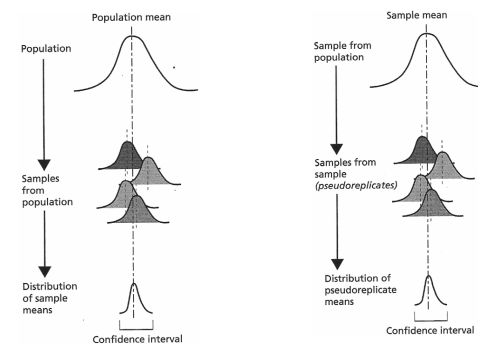 Population mean
Population
Samples
from
population
Distribution
of sample
means
Confidence interval
Sample mean
Sample from
population
Samples from
sample
(pseudoreplicates)
Distribution of
pseudoreplicate
means
Confidence interval